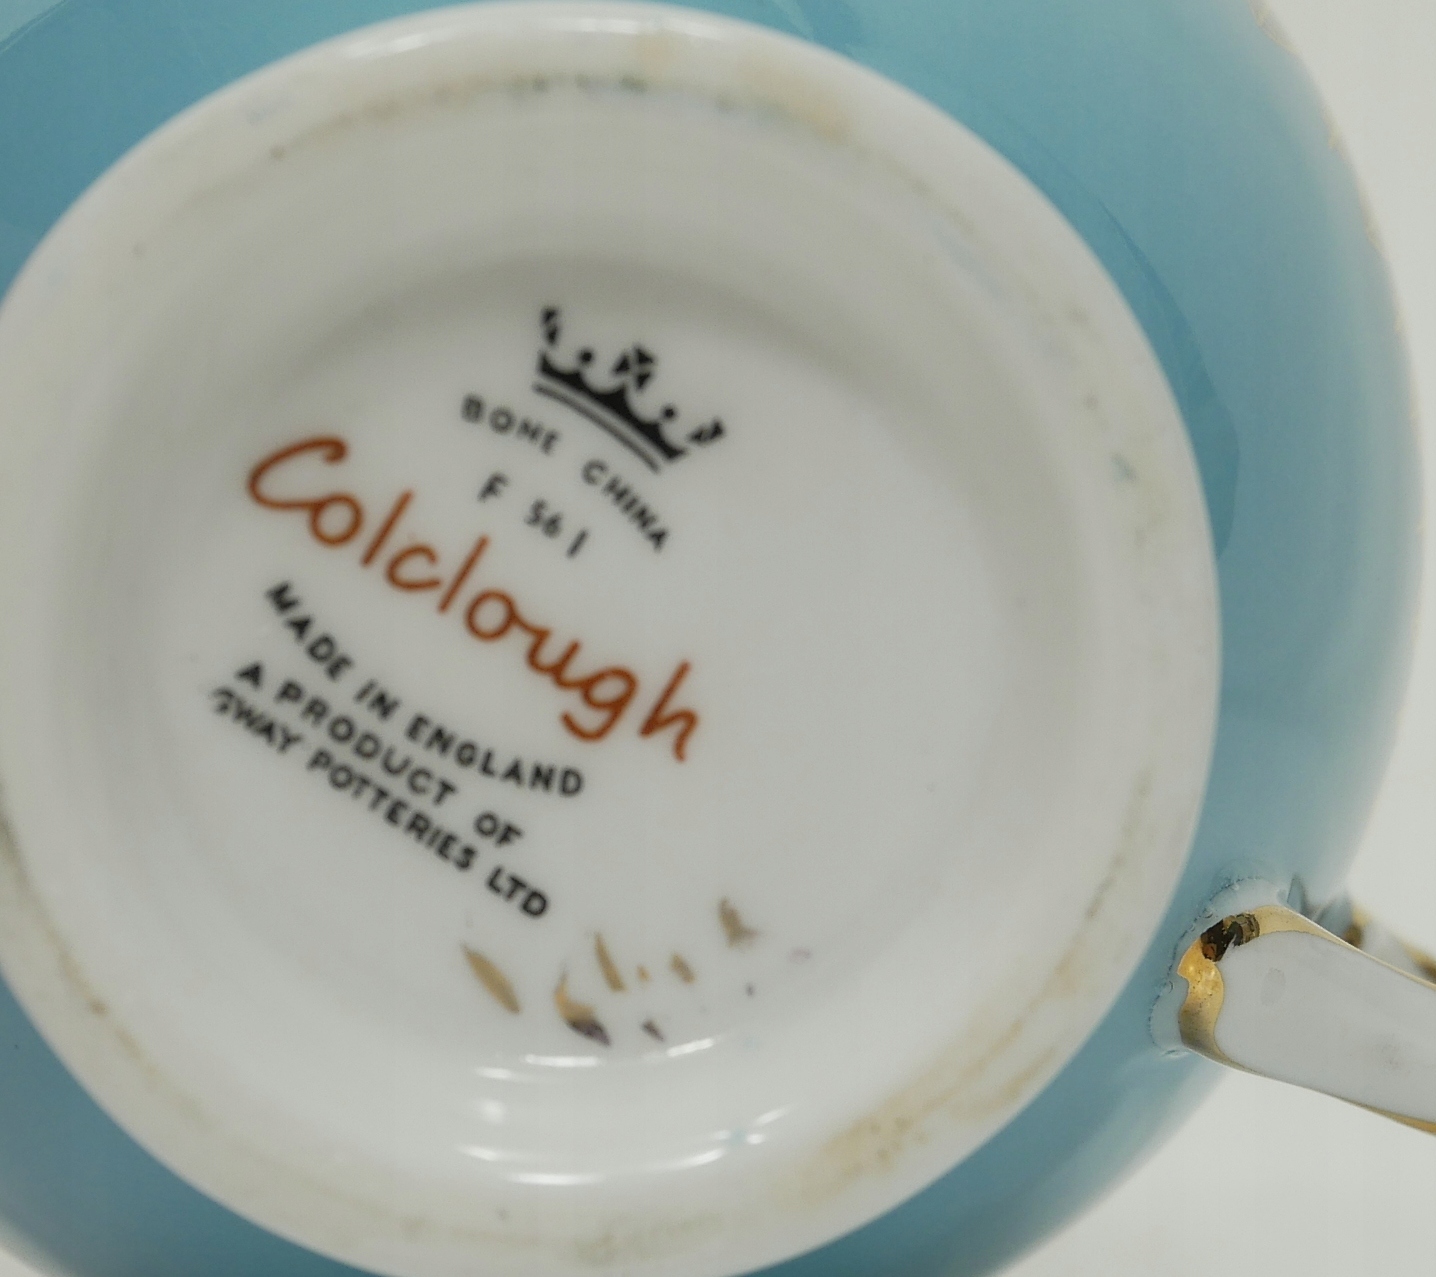 BONE CHINA
F 561
Colclough
MADE IN ENGLAND
A PRODUCT OF
POTTERIES LTD